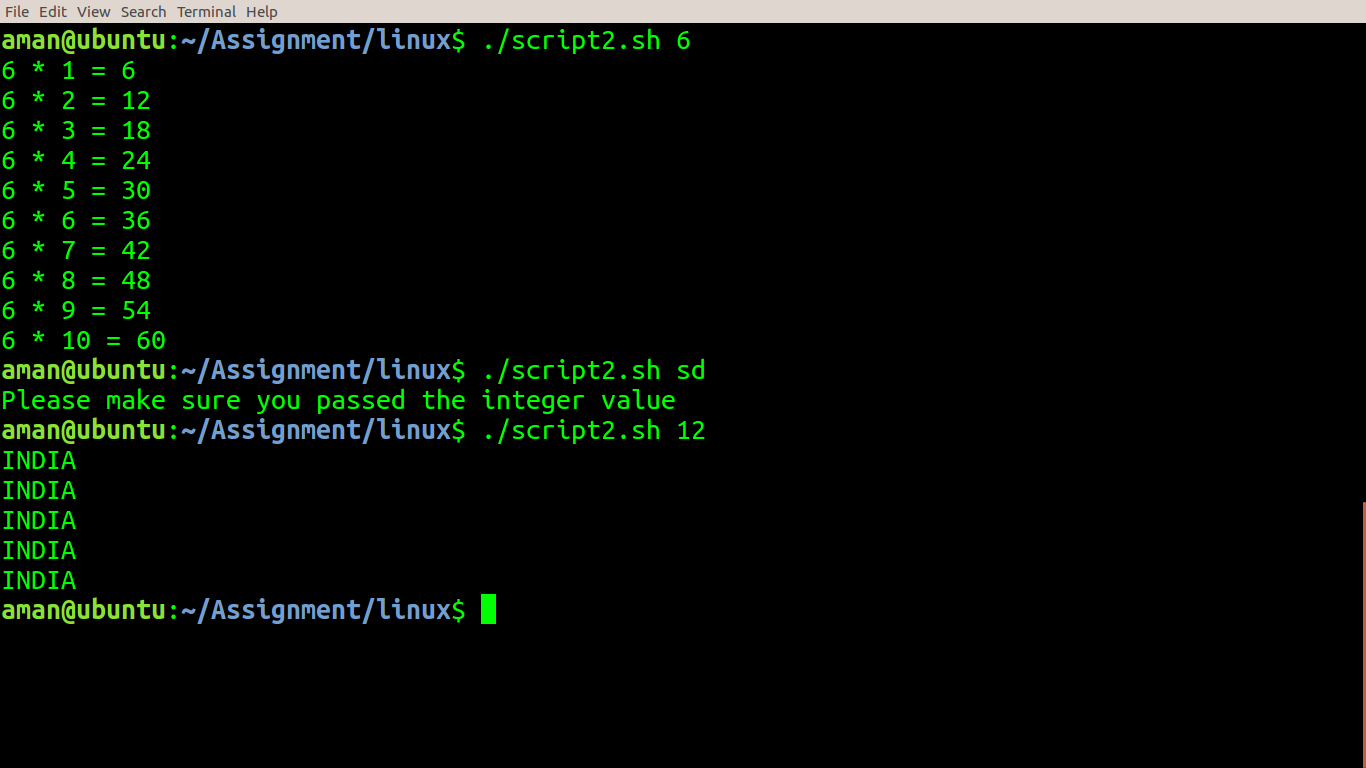 File Edit View Search Terminal Help
aman@ubuntu:~/Assignment/linux$ ./script2.sh 6
6 * 1 = 6
6 * 2 = 12
6 * 3 = 18
6 * 4 = 24
6 * 5 = 30
6 * 6 = 36
6 * 7 = 42
6 * 8 = 48
6 * 9 = 54
6 * 10 = 60
aman@ubuntu:~/Assignment/linux$ ./script2.sh sd
Please make sure you passed the integer value
aman@ubuntu:~/Assignment/linux$ ./script2.sh 12
INDIA
INDIA
INDIA
INDIA
INDIA
aman@ubuntu:~/Assignment/linux$